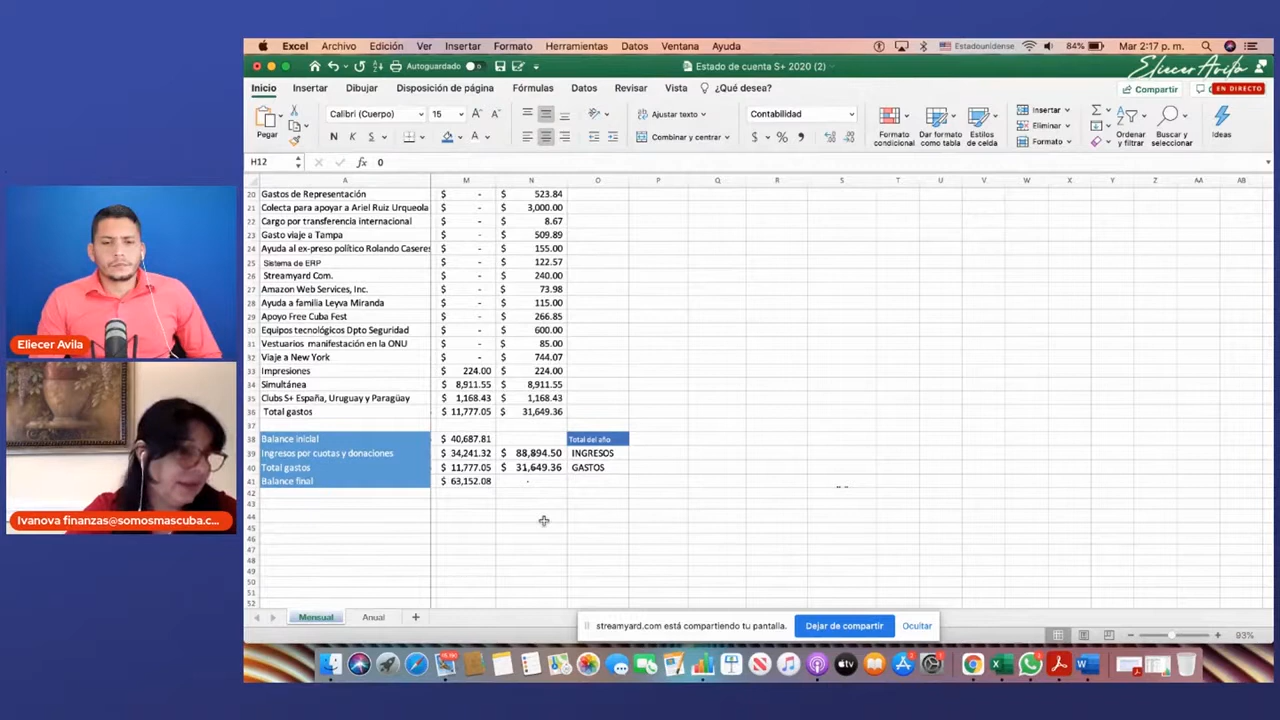 Excel Archivo Edición Ver Insertar Formato Herramientas Datos Ventana Ayuda Estadounidense 84% Mar 2:17 p. m.
Autoguardado Estado de cuenta S+ 2020 (2)
Eliecer Avila
Inicio Insertar Dibujar Disposición de página Fórmulas Datos Revisar Vista ¿Qué desea? Compartir EN DIRECTO
Pegar Calibri (Cuerpo) 15 Ajustar texto Contabilidad Insertar
N K S Combinar y centrar $ % Eliminar
Formato condicional Dar formato como tabla Estilos de celda Formato Ordenar y filtrar Buscar y seleccionar Ideas
H12 fx 0
A M N O P Q R S T U V W X Y Z AA AB
20 Gastos de Representación $ - $ 523.84
21 Colecta para apoyar a Ariel Ruiz Urqueola $ - $ 3,000.00
22 Cargo por transferencia internacional $ - $ 8.67
23 Gasto viaje a Tampa $ - $ 509.89
24 Ayuda al ex-preso político Rolando Caseres $ - $ 155.00
25 Sistema de ERP $ - $ 122.57
26 Streamyard Com. $ - $ 240.00
27 Amazon Web Services, Inc. $ - $ 73.98
28 Ayuda a familia Leyva Miranda $ - $ 115.00
29 Apoyo Free Cuba Fest $ - $ 266.85
30 Equipos tecnológicos Dpto Seguridad $ - $ 600.00
31 Vestuarios manifestación en la ONU $ - $ 85.00
32 Viaje a New York $ - $ 744.07
33 Impresiones $ 224.00 $ 224.00
34 Simultánea $ 8,911.55 $ 8,911.55
35 Clubs S+ España, Uruguay y Paragüay $ 1,168.43 $ 1,168.43
36 Total gastos $ 11,777.05 $ 31,649.36
37
38 Balance inicial $ 40,687.81 Total del año
39 Ingresos por cuotas y donaciones $ 34,241.32 $ 88,894.50 INGRESOS
40 Total gastos $ 11,777.05 $ 31,649.36 GASTOS
41 Balance final $ 63,152.08 -
42
43
44
45
46
47
48
49
50
51
52
Mensual Anual +
streamyard.com está compartiendo tu pantalla. Dejar de compartir Ocultar
93%
Eliecer Avila
Ivanova finanzas@somosmascuba.c...